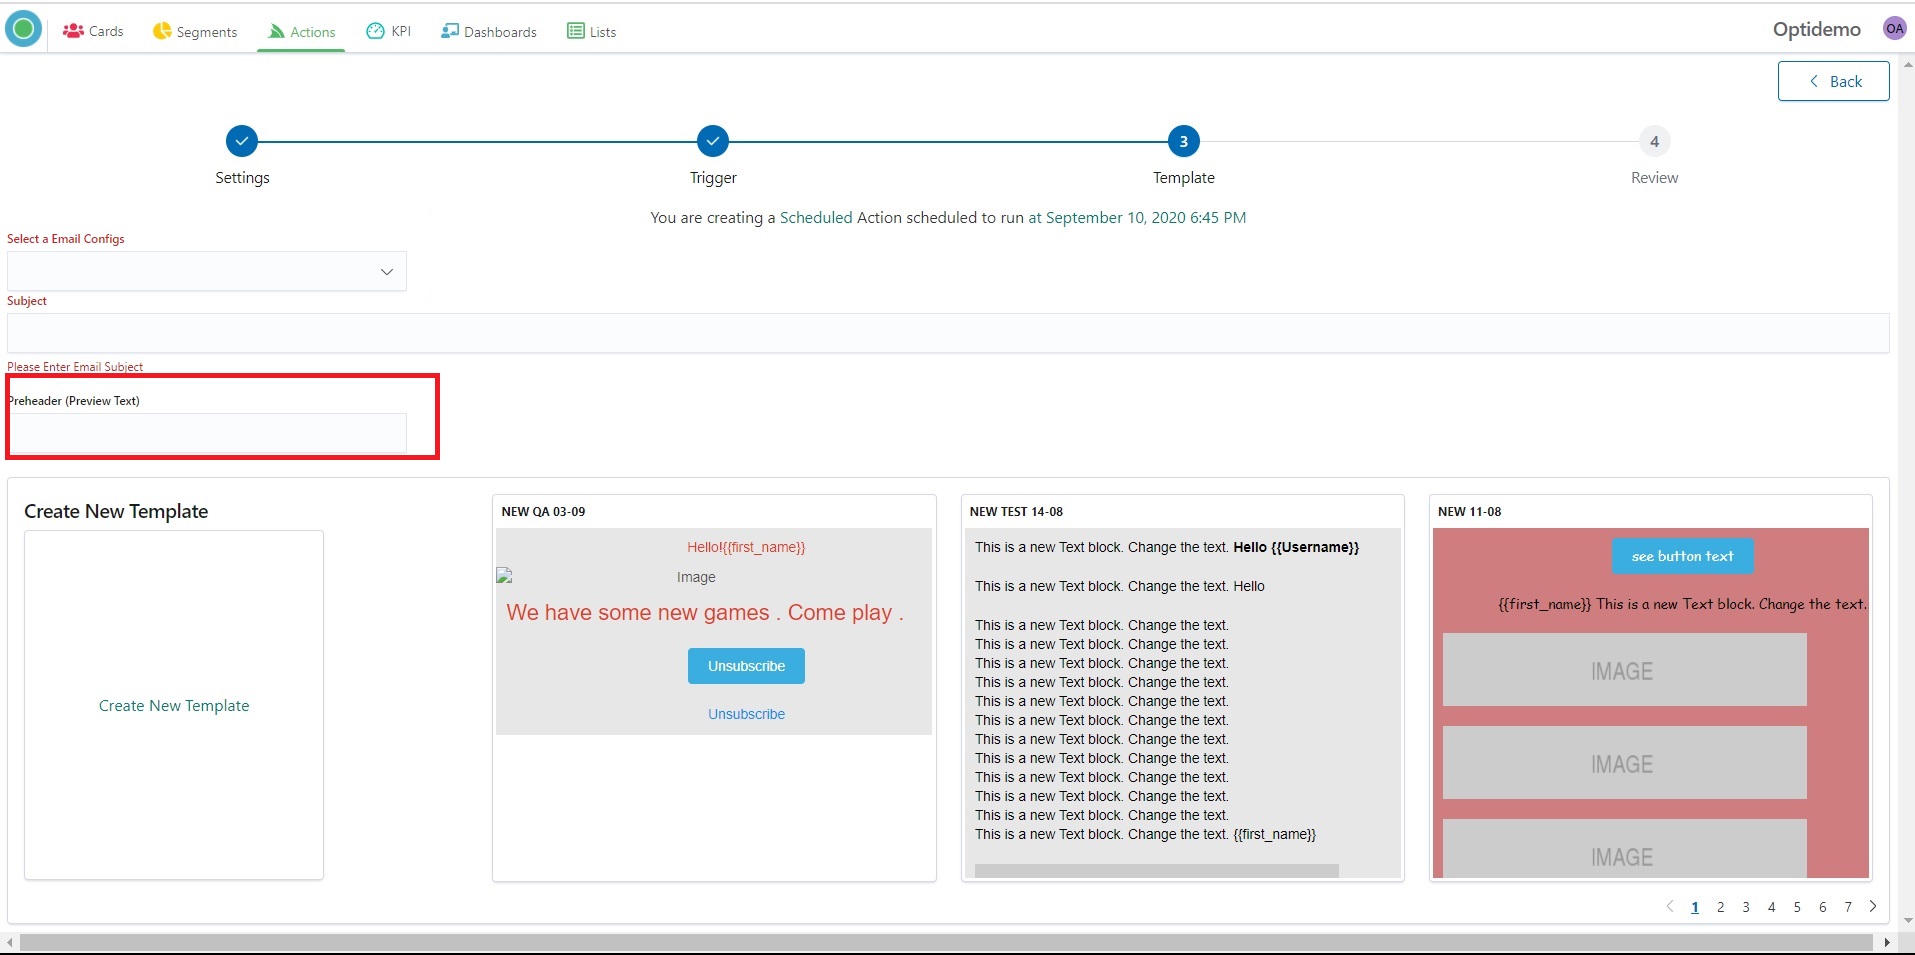 Cards Segments Actions KPI Dashboards Lists Optidemo OA
Back
3 4
Settings Trigger Template Review
You are creating a Scheduled Action scheduled to run at September 10, 2020 6:45 PM
Select a Email Configs
Subject
Please Enter Email Subject
Preheader (Preview Text)
Create New Template
Create New Template
NEW QA 03-09
Hello!{{first_name}}
Image
We have some new games . Come play .
Unsubscribe
Unsubscribe
NEW TEST 14-08
This is a new Text block. Change the text. Hello {{Username}}
This is a new Text block. Change the text. Hello
This is a new Text block. Change the text.
This is a new Text block. Change the text.
This is a new Text block. Change the text.
This is a new Text block. Change the text.
This is a new Text block. Change the text.
This is a new Text block. Change the text.
This is a new Text block. Change the text.
This is a new Text block. Change the text.
This is a new Text block. Change the text.
This is a new Text block. Change the text.
This is a new Text block. Change the text.
This is a new Text block. Change the text. {{first_name}}
NEW 11-08
see button text
{{first_name}} This is a new Text block. Change the text.
IMAGE
IMAGE
IMAGE
1 2 3 4 5 6 7